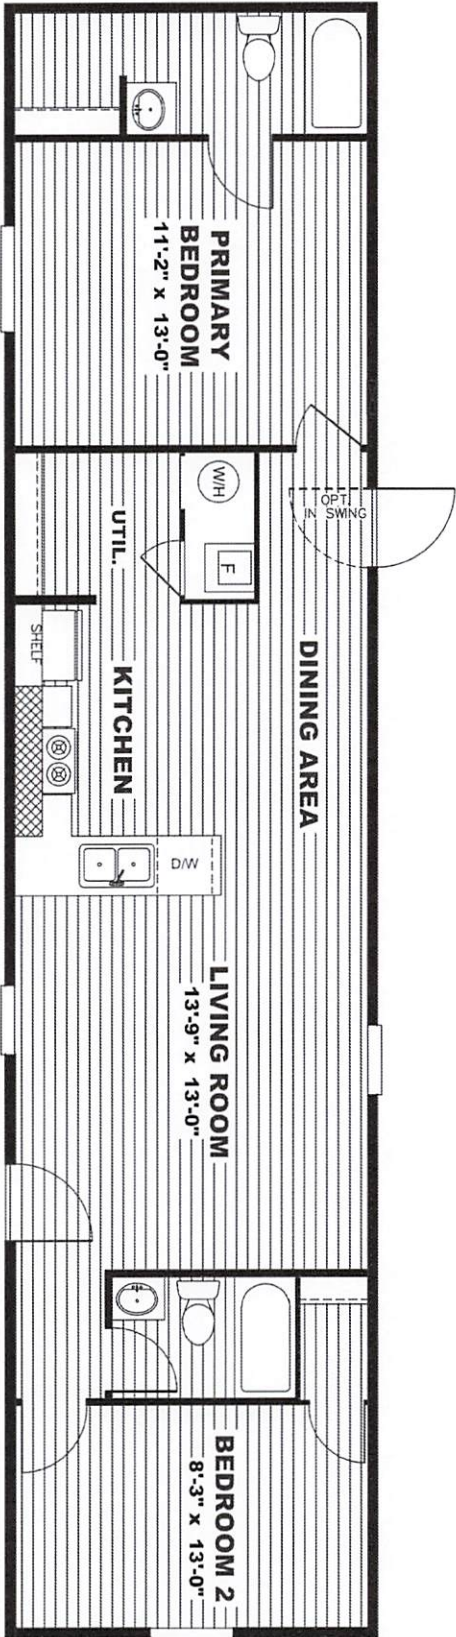 PRIMARY
BEDROOM
11'-2" x 13'-0"
W/H
F
UTIL.
OPT.
IN SWING
SHELF
KITCHEN
DINING AREA
D/W
LIVING ROOM
13'-9" x 13'-0"
BEDROOM 2
8'-3" x 13'-0"